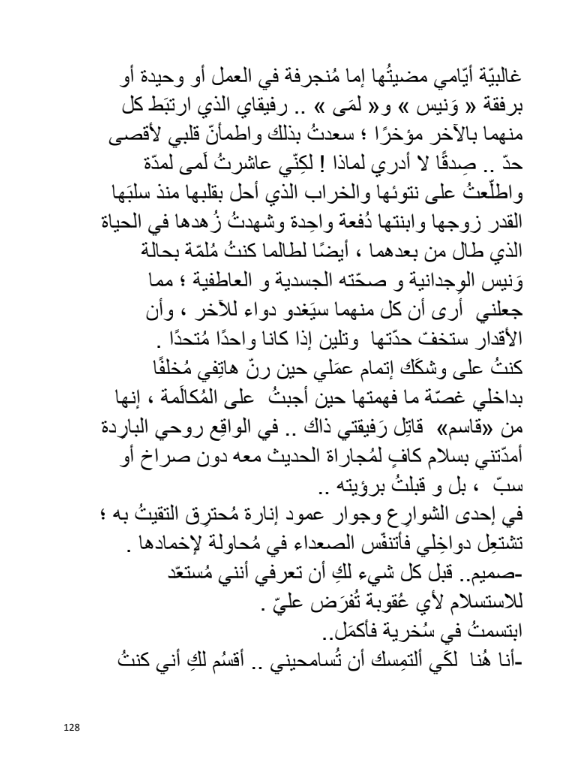 غالبيّة أيّامي مضيتُها إما مُنجرفة في العمل أو وحيدة أو
برفقة « وَنيس » و« لمَى » .. رفيقاي الذي ارتبَط كل
منهما بالآخر مؤخرًا ؛ سعدتُ بذلك واطمأنّ قلبي لأقصى
حدّ .. صِدقًا لا أدري لماذا ! لكِنّي عاشرتُ لَمى لمدّة
واطلّعتُ على نتوئها والخراب الذي أحل بقلبها منذ سلبَها
القدر زوجها وابنتها دُفعة واحِدة وشهدتُ زُهدها في الحياة
الذي طال من بعدهما ، أيضًا لطالما كنتُ مُلمّة بحالة
وَنيس الوِجدانية و صحّته الجسدية و العاطفية ؛ مما
جعلني أرى أن كل منهما سيَغدو دواء للآخر ، وأن
الأقدار ستخفّ حدّتها وتلين إذا كانا واحدًا مُتحدًا .
كنتُ على وشكَك إتمام عمَلي حين رنّ هاتِفي مُخلفًا
بداخلي غصّة ما فهمتها حين أجبتُ على المُكالَمة ، إنها
من «قاسم» قاتِل رَفيقتي ذاك .. في الواقِع روحي البارِدة
أمدّتني بسلام كافٍ لمُجاراة الحديث معه دون صراخ أو
سبّ ، بل و قبلتُ برؤيته ..
في إحدى الشوارِع وجوار عمود إنارة مُحترِق التقيتُ به ؛
تشتعِل دواخِلي فأتنفّس الصعداء في مُحاولة لإخمادها .
-صميم.. قبل كل شيء لكِ أن تعرفي أنني مُستعّد
للاستسلام لأي عُقوبة تُفرَض عليّ .
ابتسمتُ في سُخرية فأكمَل..
-أنا هُنا لكَي ألتمِسك أن تُسامحيني .. أقسُم لكِ أني كنتُ
128